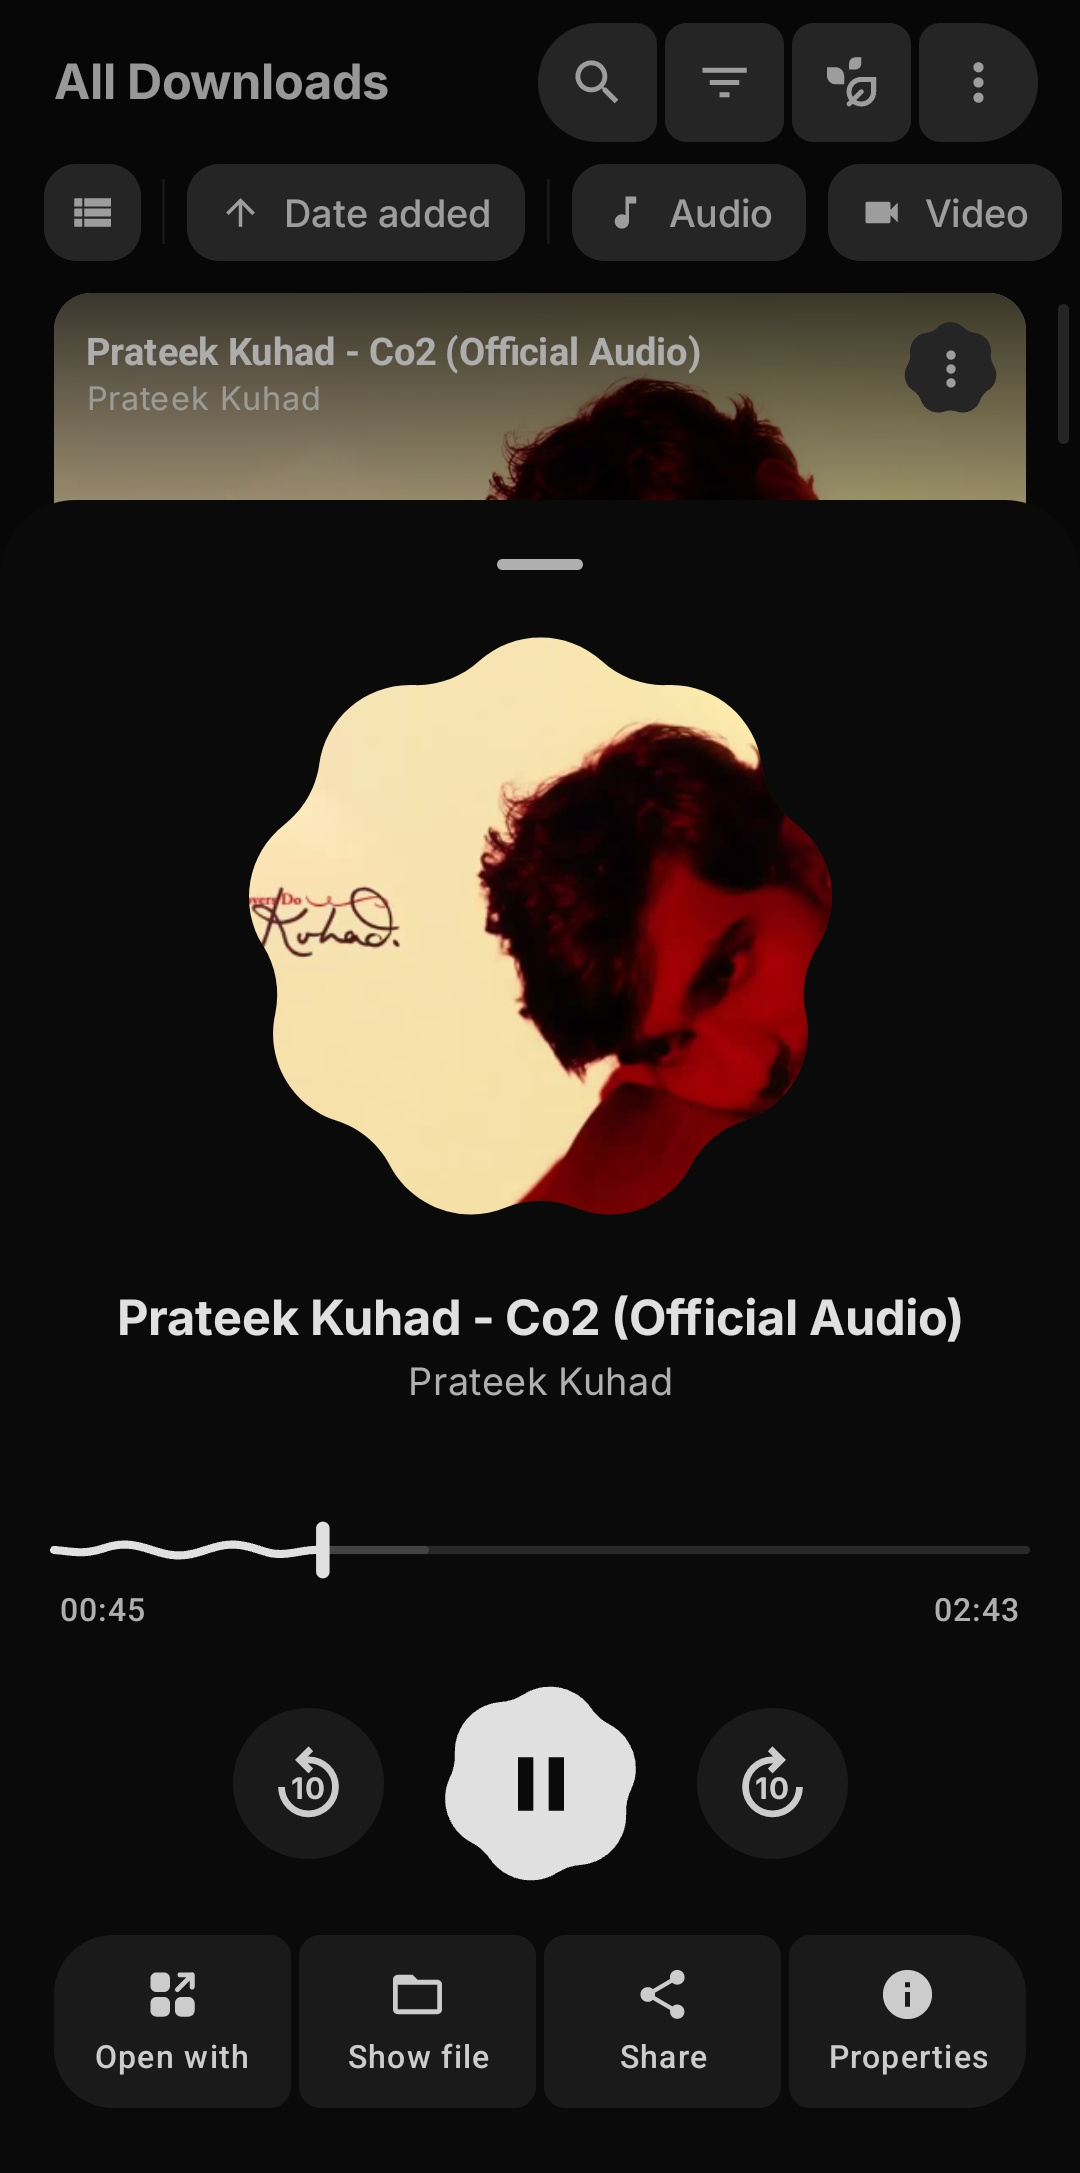 All Downloads
Date added
Audio
Video
Prateek Kuhad - Co2 (Official Audio)
Prateek Kuhad
Do
Kuhad.
Prateek Kuhad - Co2 (Official Audio)
Prateek Kuhad
00:45
02:43
10
10
Open with
Show file
Share
Properties